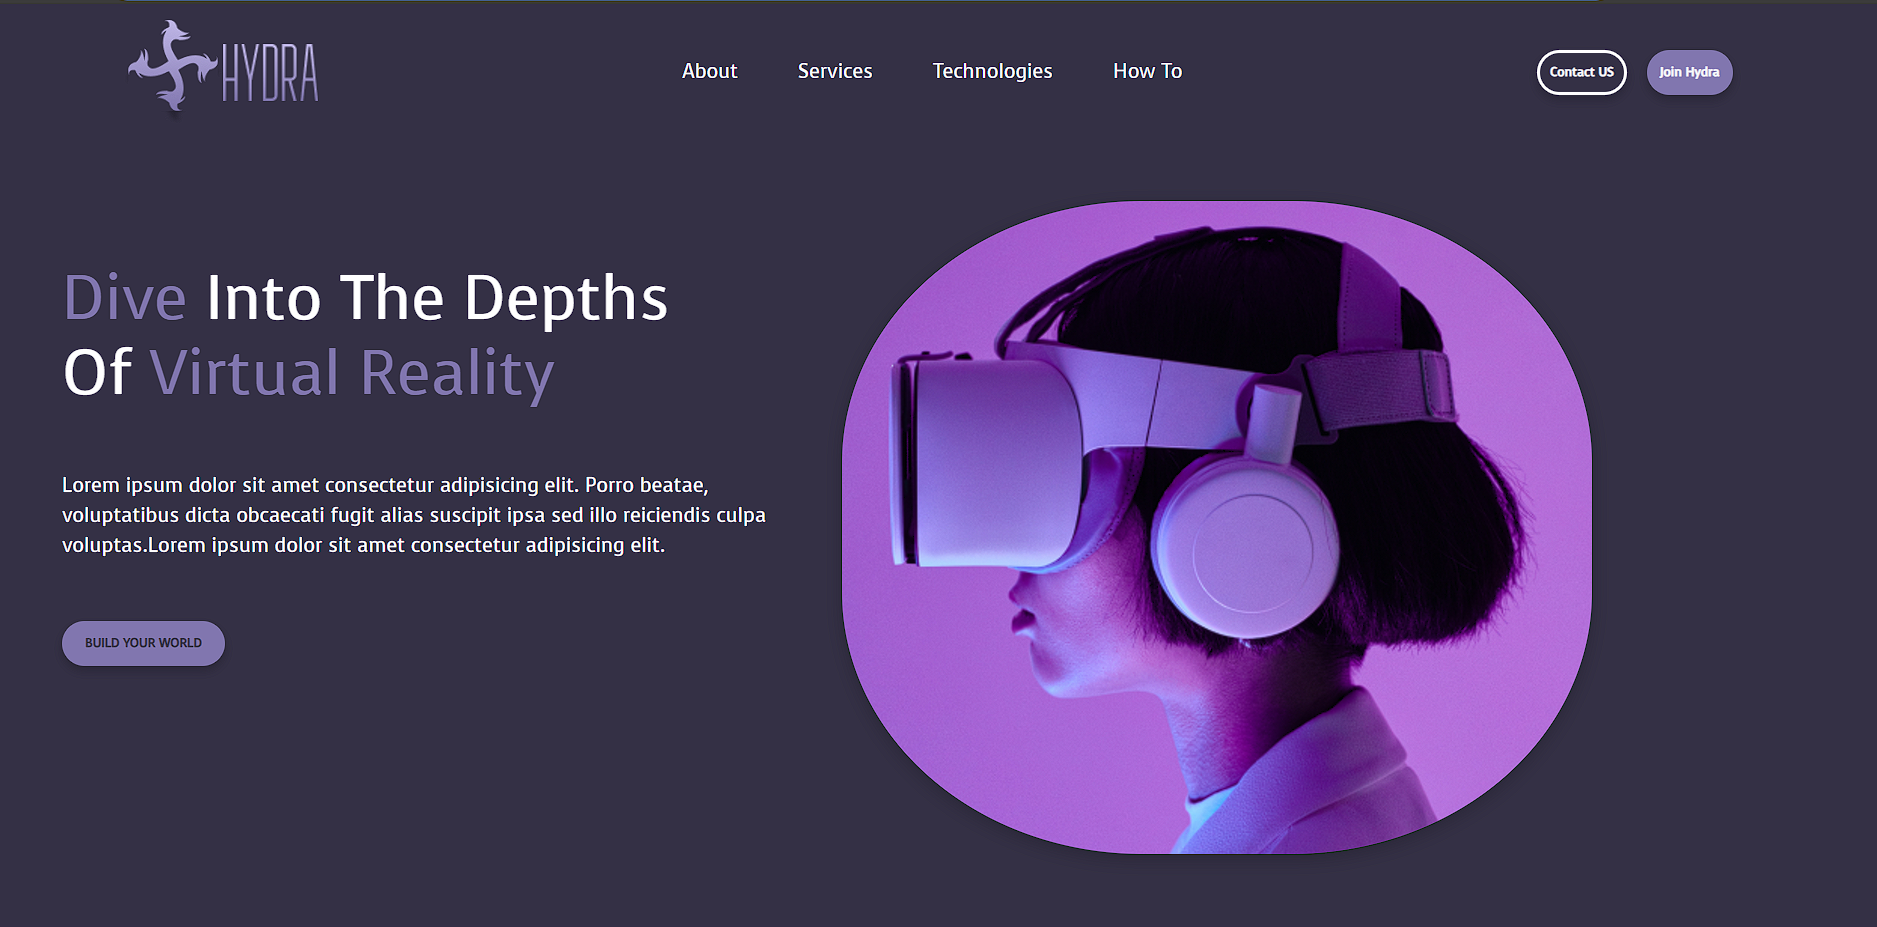 HYDRA
About
Services
Technologies
How To
Contact US
Join Hydra
Dive Into The Depths
Of Virtual Reality
Lorem ipsum dolor sit amet consectetur adipisicing elit. Porro beatae,
voluptatibus dicta obcaecati fugit alias suscipit ipsa sed illo reiciendis culpa
voluptas.Lorem ipsum dolor sit amet consectetur adipisicing elit.
BUILD YOUR WORLD